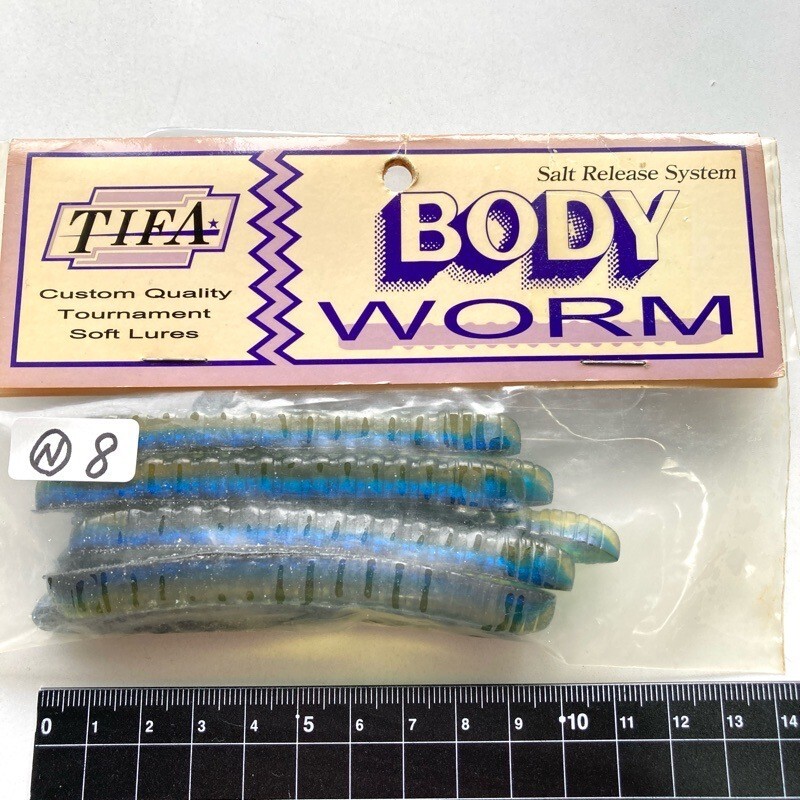 TIFA
Custom Quality
Tournament
Soft Lures
Salt Release System
BODY
WORM
N 8
0 1 2 3 4 5 6 7 8 9 10 11 12 13 14